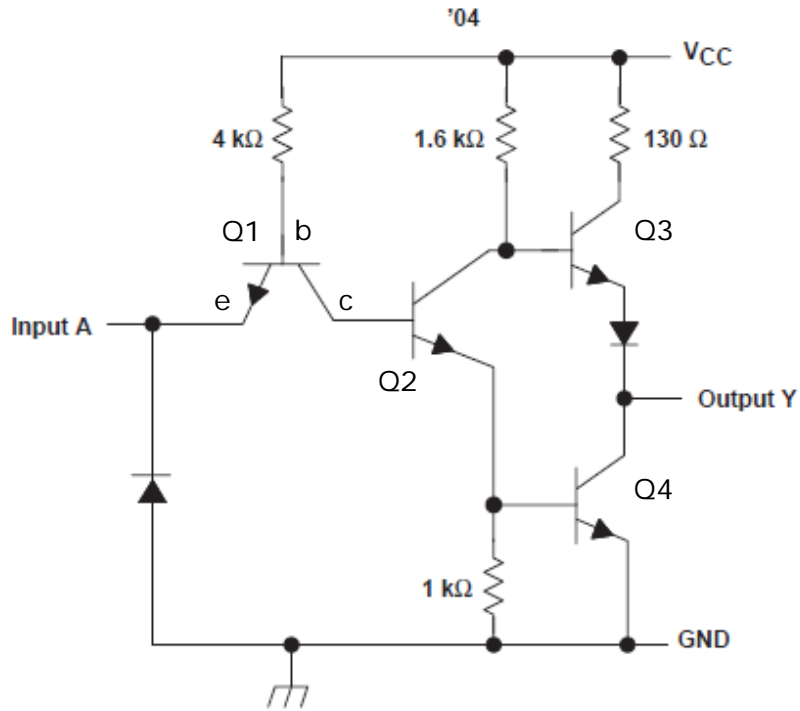 '04
VCC
4 kΩ
1.6 kΩ
130 Ω
Q1
b
Q3
e
c
Input A
Q2
Output Y
Q4
1 kΩ
GND